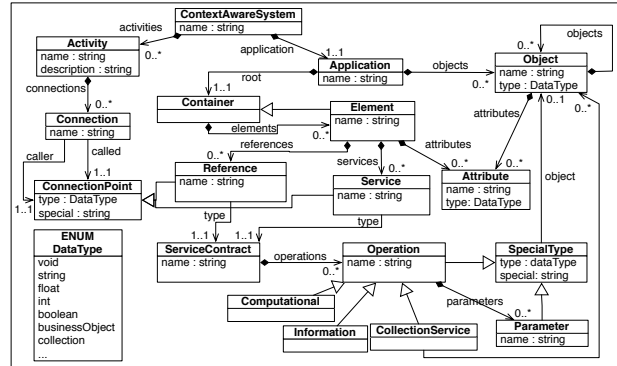 ContextAwareSystem
name : string
activities
application
objects
Activity
name : string
description : string
0..*
1..1
0..*
Object
name : string
type : DataType
root
Application
name : string
objects
0..*
0..1
0..*
connections
1..1
Container
Element
name : string
elements
0..*
attributes
0..*
Connection
name : string
references
attributes
caller
called
0..*
services
0..*
0..*
0..*
object
Reference
name : string
Service
name : string
Attribute
name : string
type: DataType
1..1
1..1
ConnectionPoint
type : DataType
special : string
type
type
1..1
1..1
ENUM
DataType
void
string
float
int
boolean
businessObject
collection
...
ServiceContract
name : string
operations
0..*
Operation
name : string
SpecialType
type : dataType
special: string
Computational
parameters
0..*
Information
CollectionService
Parameter
name : string